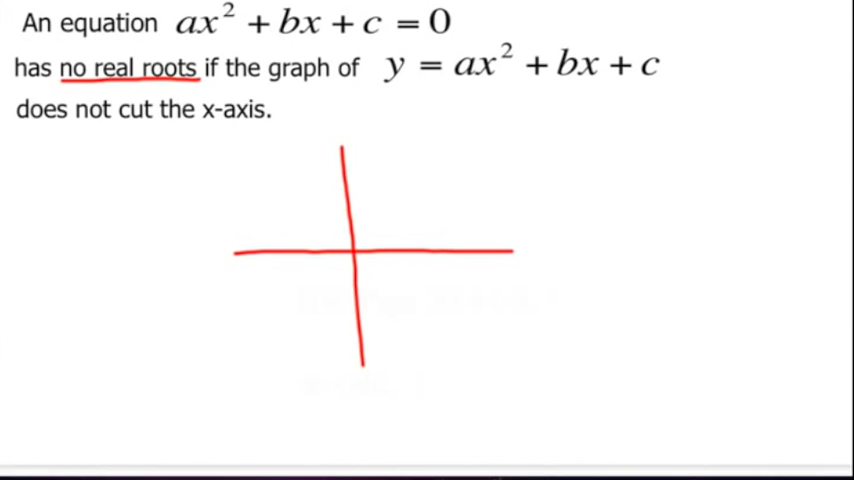 An equation ax² + bx + c = 0
has no real roots if the graph of y = ax² + bx + c
does not cut the x-axis.